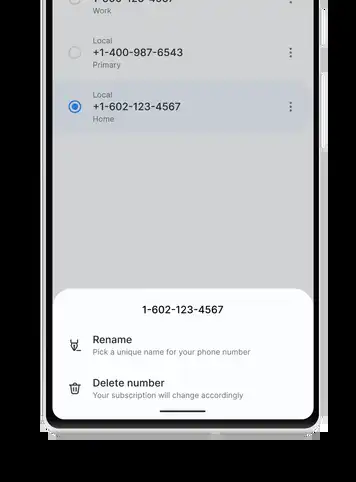 Work
Local
+1-400-987-6543
Primary
Local
+1-602-123-4567
Home
1-602-123-4567
Rename
Pick a unique name for your phone number
Delete number
Your subscription will change accordingly